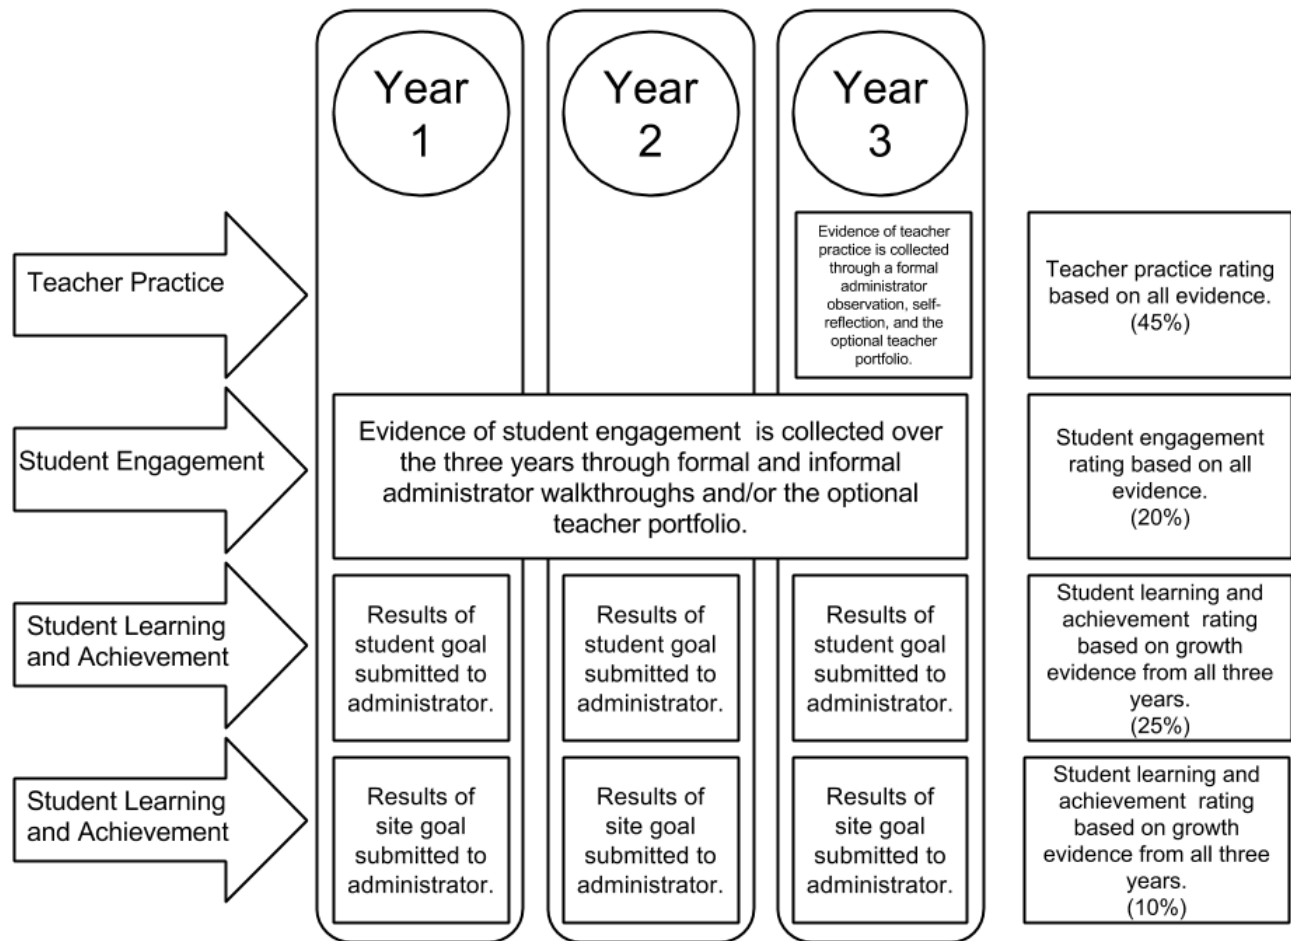 Year
1
Year
2
Year
3
Teacher Practice
Evidence of teacher
practice is collected
through a formal
administrator
observation, self-
reflection, and the
optional teacher
portfolio.
Teacher practice rating
based on all evidence.
(45%)
Student Engagement
Evidence of student engagement is collected over
the three years through formal and informal
administrator walkthroughs and/or the optional
teacher portfolio.
Student engagement
rating based on all
evidence.
(20%)
Student Learning
and Achievement
Results of
student goal
submitted to
administrator.
Results of
student goal
submitted to
administrator.
Results of
student goal
submitted to
administrator.
Student learning and
achievement rating
based on growth
evidence from all three
years.
(25%)
Student Learning
and Achievement
Results of
site goal
submitted to
administrator.
Results of
site goal
submitted to
administrator.
Results of
site goal
submitted to
administrator.
Student learning and
achievement rating
based on growth
evidence from all three
years.
(10%)